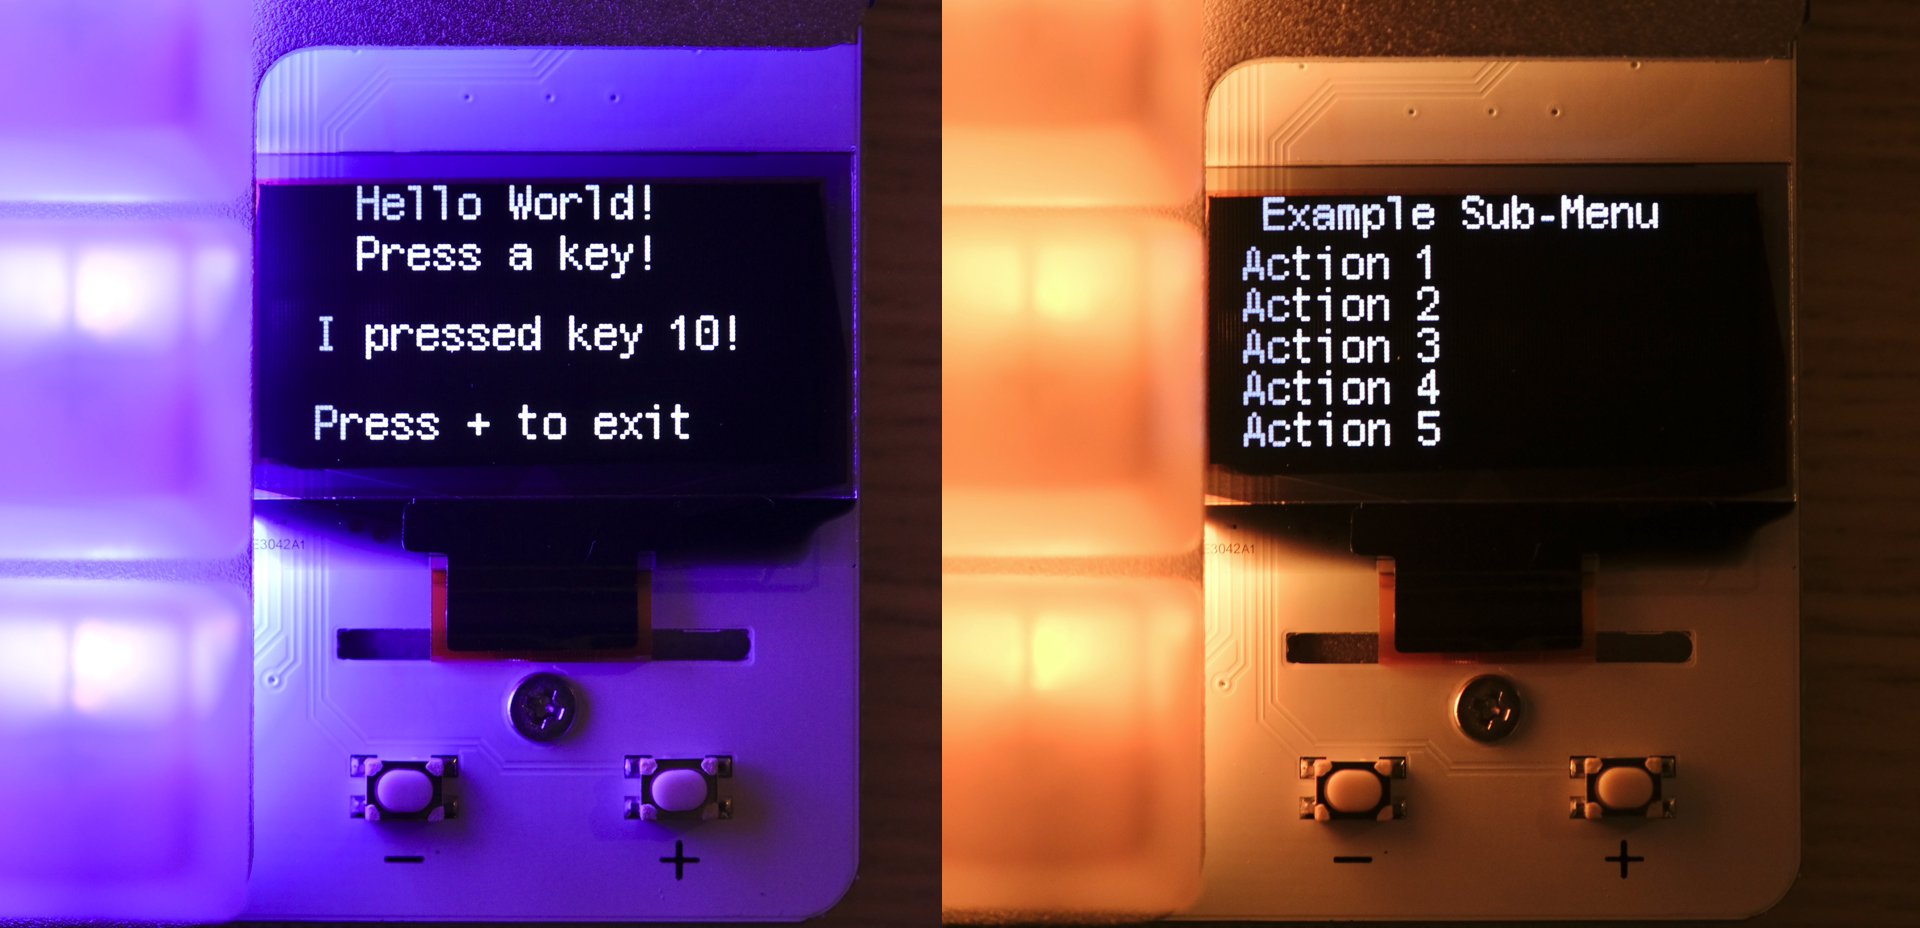 Hello World!
Press a key!
I pressed key 10!
Press + to exit
E3042A1
-
+
Example Sub-Menu
Action 1
Action 2
Action 3
Action 4
Action 5
E3042A1
-
+